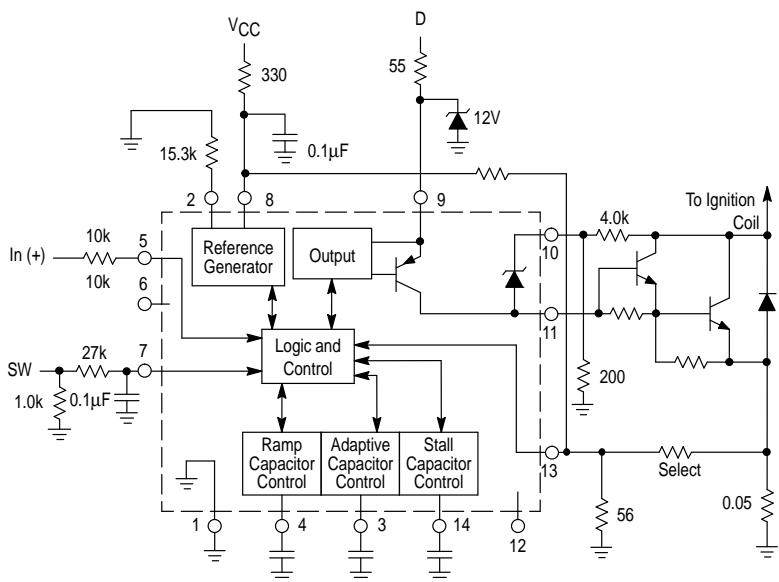 VCC
D
330
55
12V
15.3k
0.1µF
2
8
9
To Ignition
Coil
4.0k
10k
5
In (+)
10k
6
Reference
Generator
Output
10
11
Logic and
Control
SW
27k
7
1.0k
0.1µF
200
Ramp
Capacitor
Control
Adaptive
Capacitor
Control
Stall
Capacitor
Control
13
Select
56
0.05
1
4
3
14
12